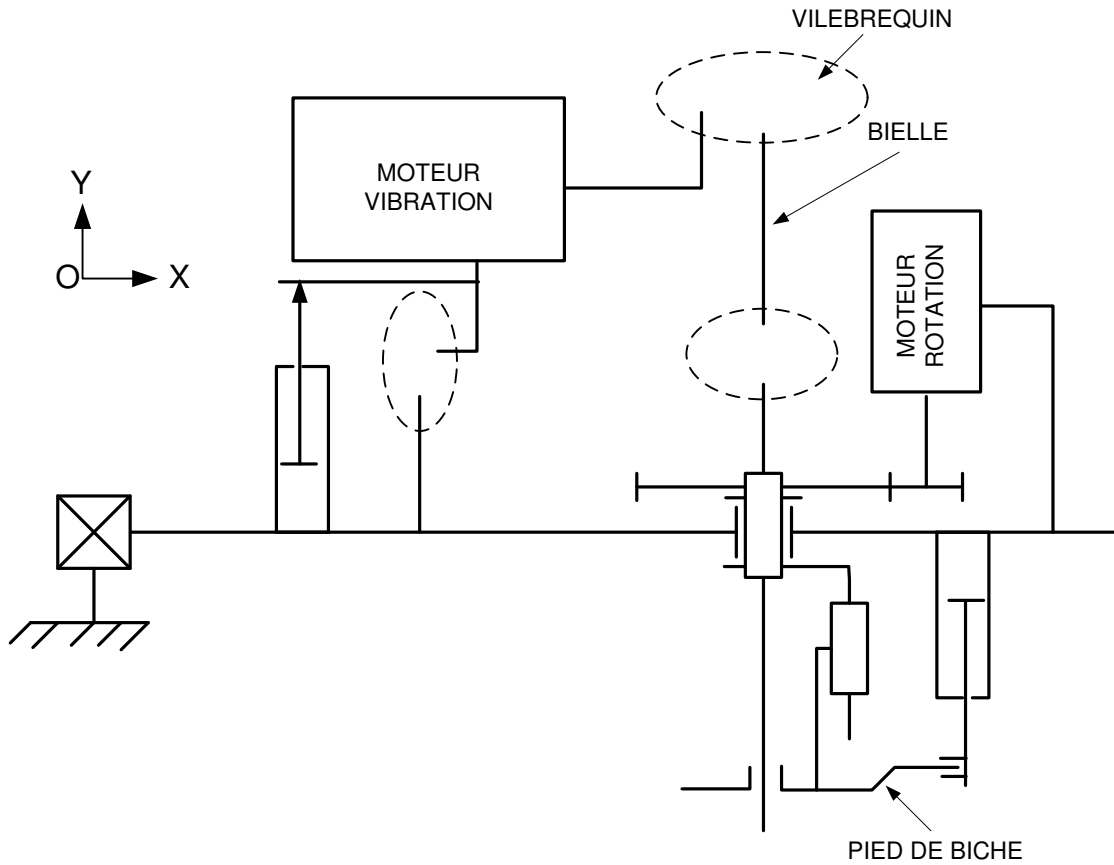 VILEBREQUIN
BIELLE
MOTEUR
VIBRATION
Y
O
X
MOTEUR
ROTATION
PIED DE BICHE